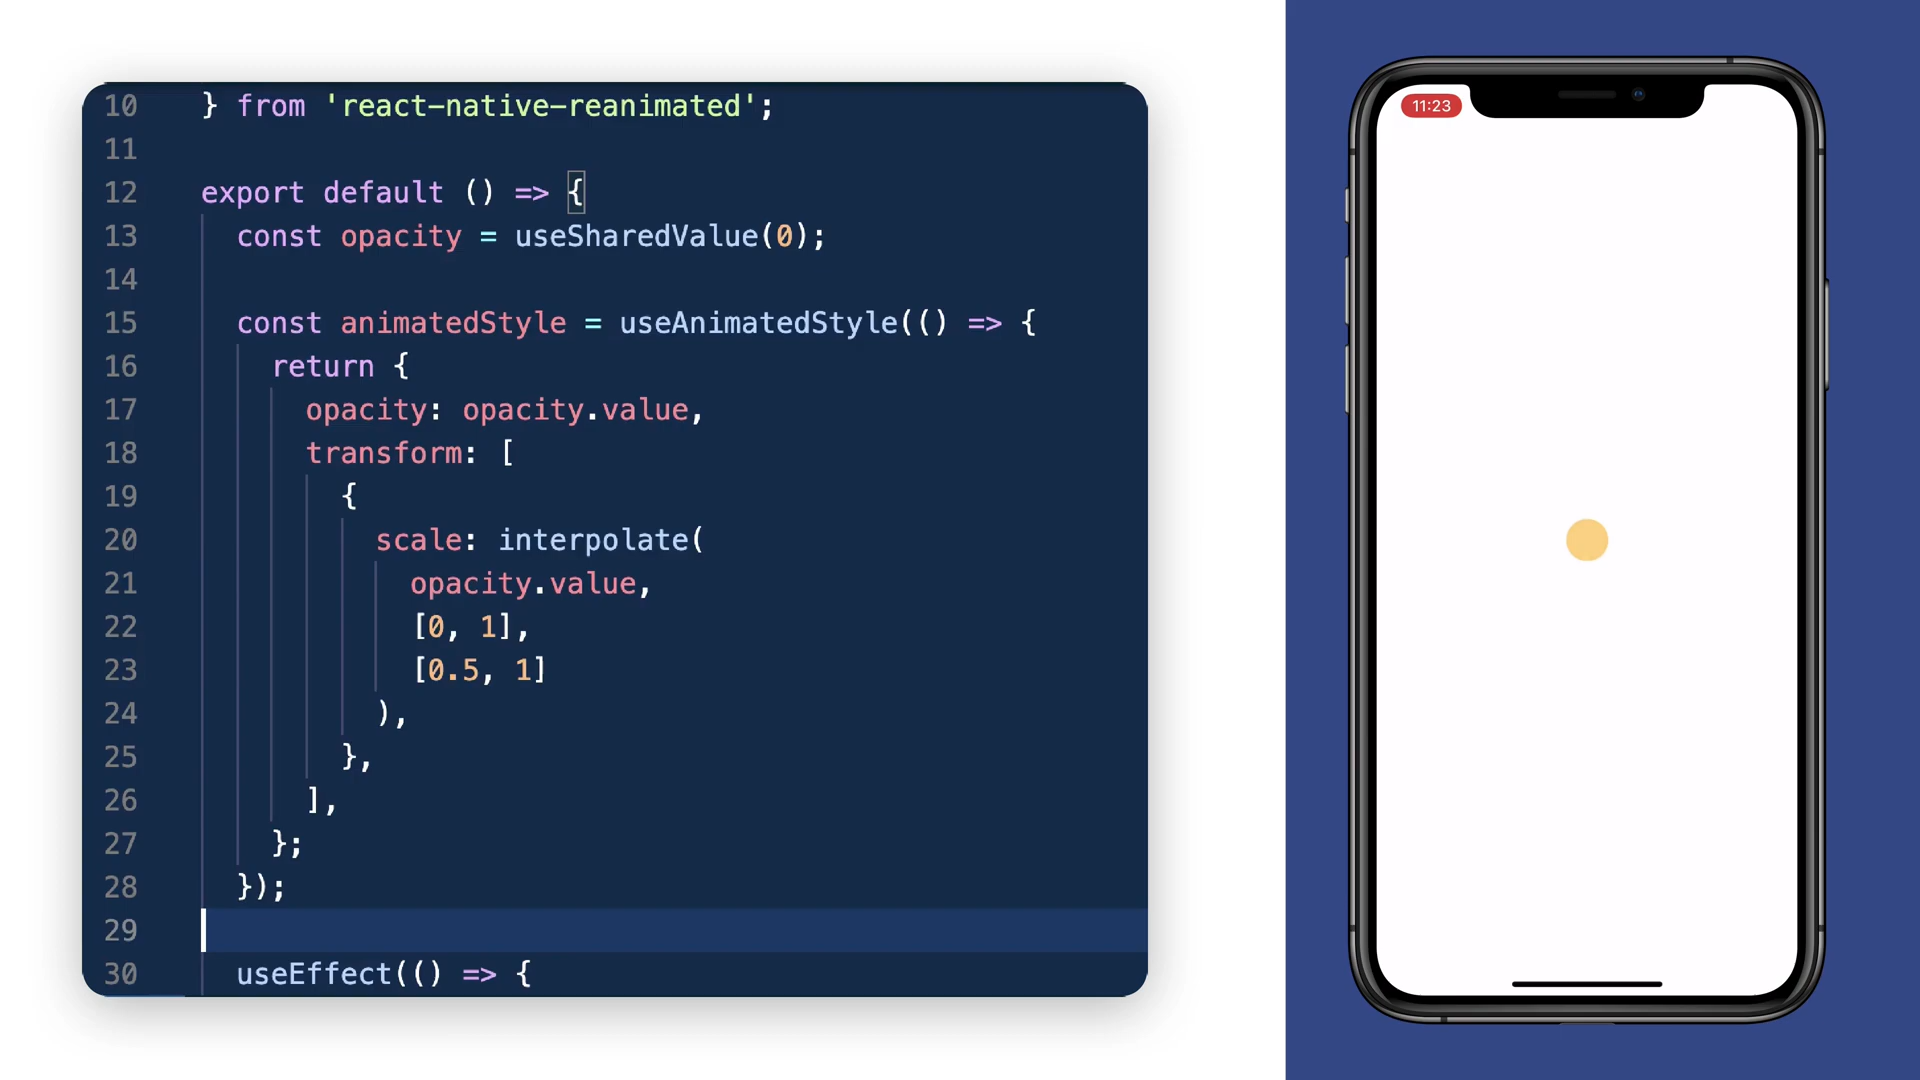 10 } from 'react-native-reanimated';
11
12 export default () => {
13 const opacity = useSharedValue(0);
14
15 const animatedStyle = useAnimatedStyle(() => {
16 return {
17 opacity: opacity.value,
18 transform: [
19 {
20 scale: interpolate(
21 opacity.value,
22 [0, 1],
23 [0.5, 1]
24 ),
25 },
26 ],
27 };
28 });
29
30 useEffect(() => {
11:23